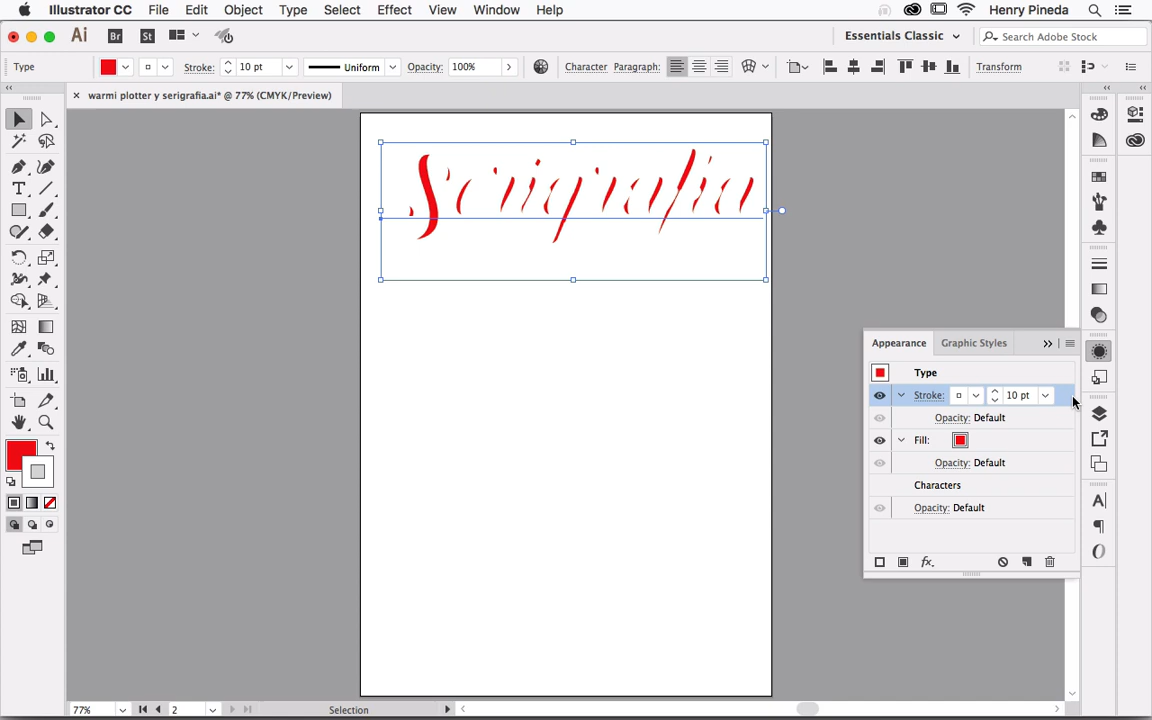 Illustrator CC File Edit Object Type Select Effect View Window Help Henry Pineda
Ai Br St Essentials Classic Search Adobe Stock
Type Stroke: 10 pt Uniform Opacity: 100% Character Paragraph: Transform
× warmi plotter y serigrafia.ai* @ 77% (CMYK/Preview)
Serigrafia
Appearance Graphic Styles
Type
Stroke: 10 pt
Opacity: Default
Fill:
Opacity: Default
Characters
Opacity: Default
fx.
77% 2 Selection